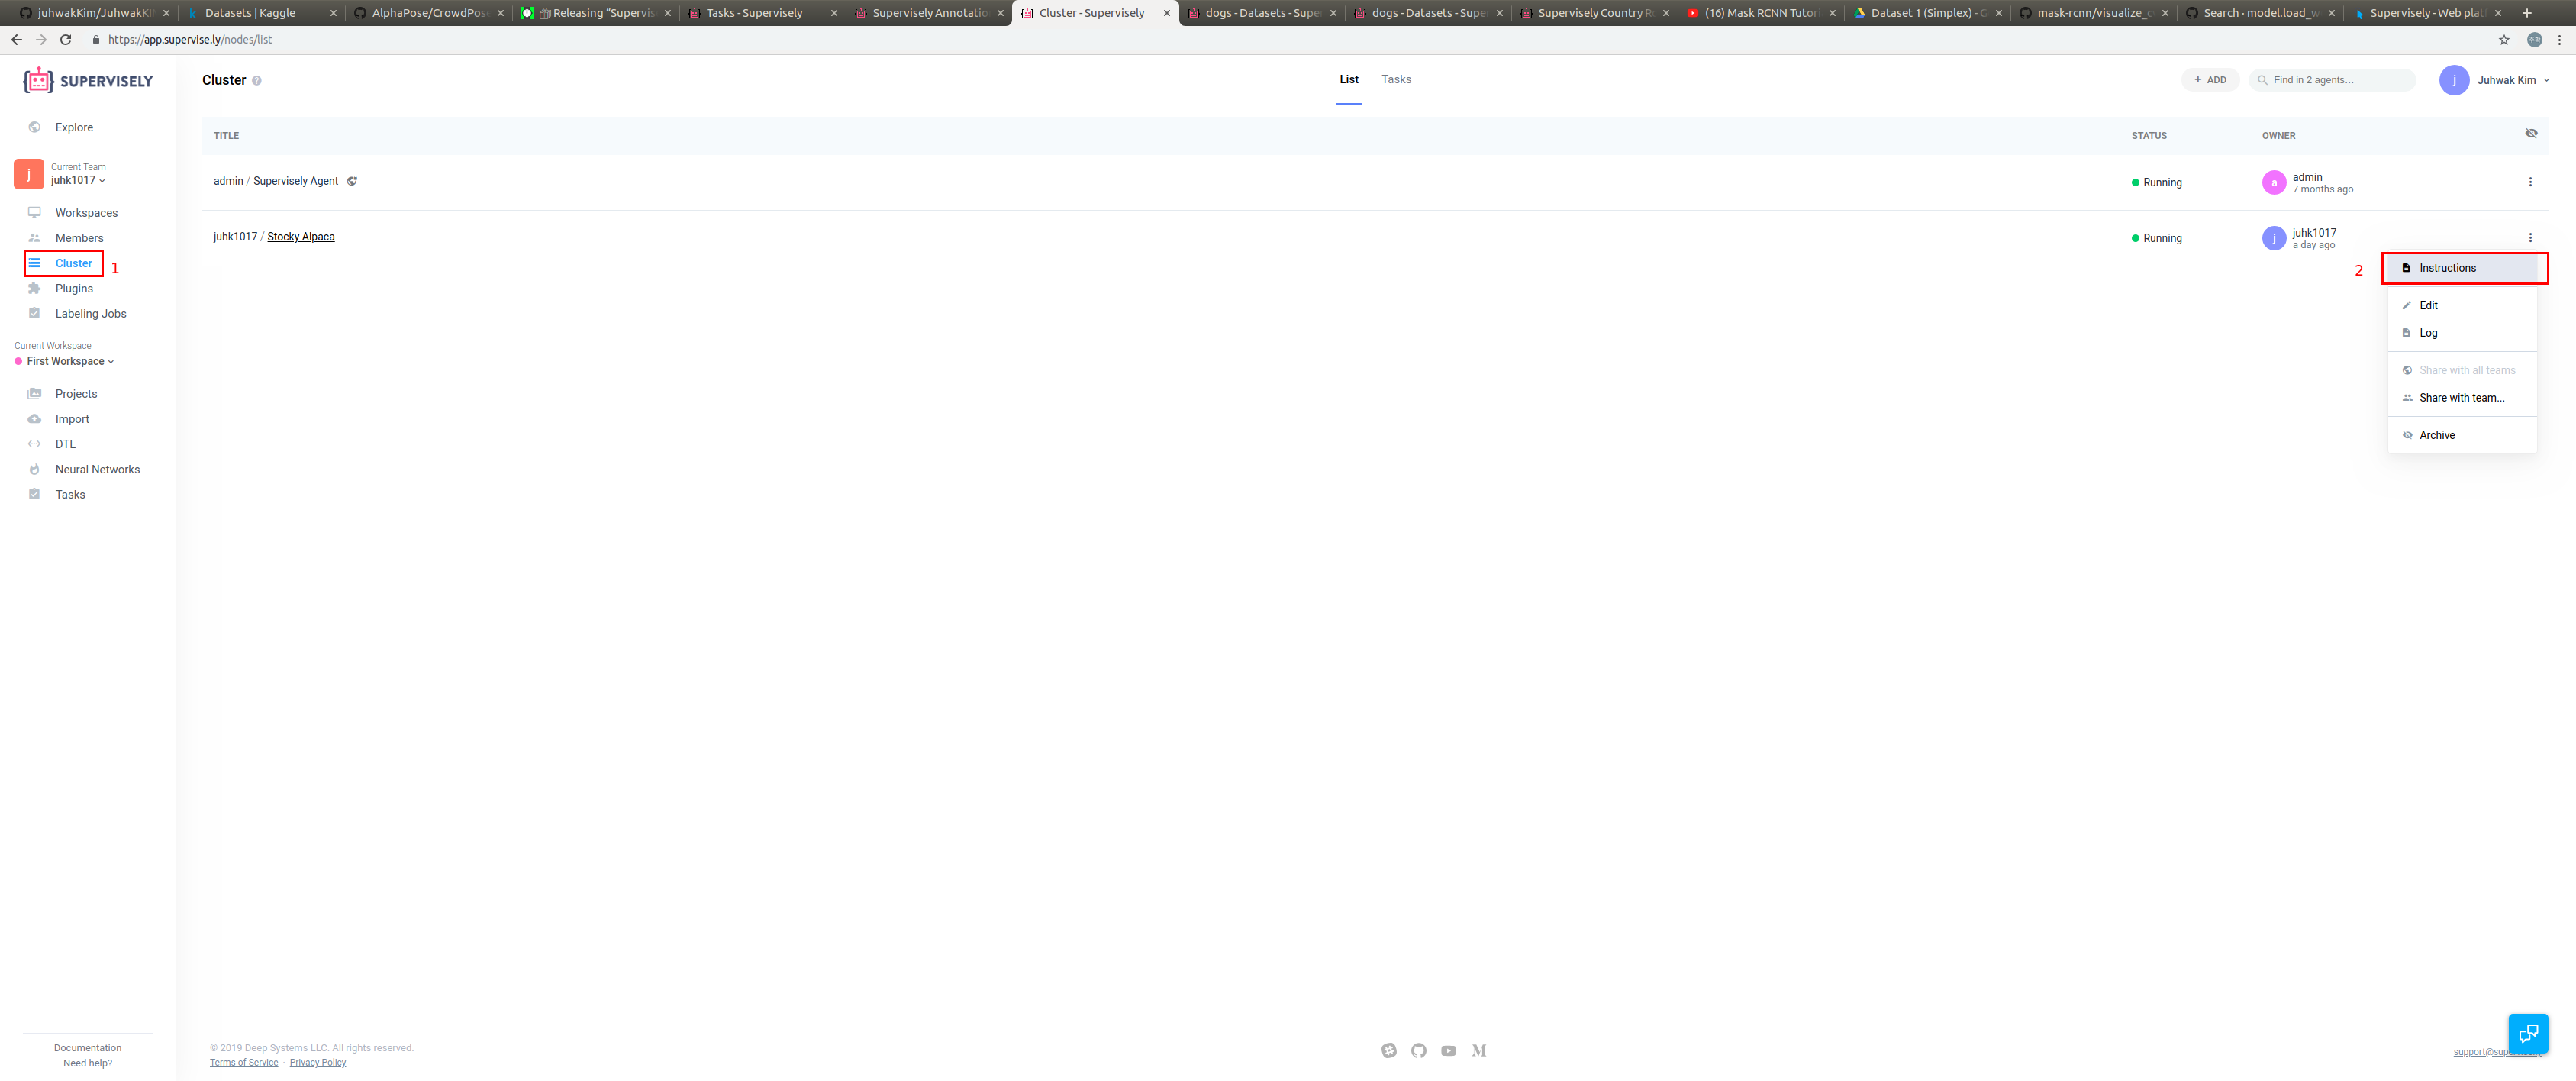 juhwakKim/JuhwakKI
Datasets | Kaggle
AlphaPose/CrowdPose
Releasing “Supervis
Tasks - Supervisely
Supervisely Annotatio
Cluster - Supervisely
dogs - Datasets - Supe
dogs - Datasets - Super
Supervisely Country R
(16) Mask RCNN Tutori
Dataset 1 (Simplex) - G
mask-rcnn/visualize_c
Search · model.load_w
Supervisely - Web plat
https://app.supervise.ly/nodes/list
SUPERVISELY
Cluster
List
Tasks
+ ADD
Find in 2 agents...
j
Juhwak Kim
Explore
j
Current Team
juhk1017
Workspaces
Members
Cluster
1
Plugins
Labeling Jobs
Current Workspace
First Workspace
Projects
Import
DTL
Neural Networks
Tasks
TITLE
STATUS
OWNER
admin / Supervisely Agent
Running
a
admin
7 months ago
juhk1017 / Stocky Alpaca
Running
j
juhk1017
a day ago
2
Instructions
Edit
Log
Share with all teams
Share with team...
Archive
Documentation
Need help?
© 2019 Deep Systems LLC. All rights reserved.
Terms of Service · Privacy Policy
support@sup